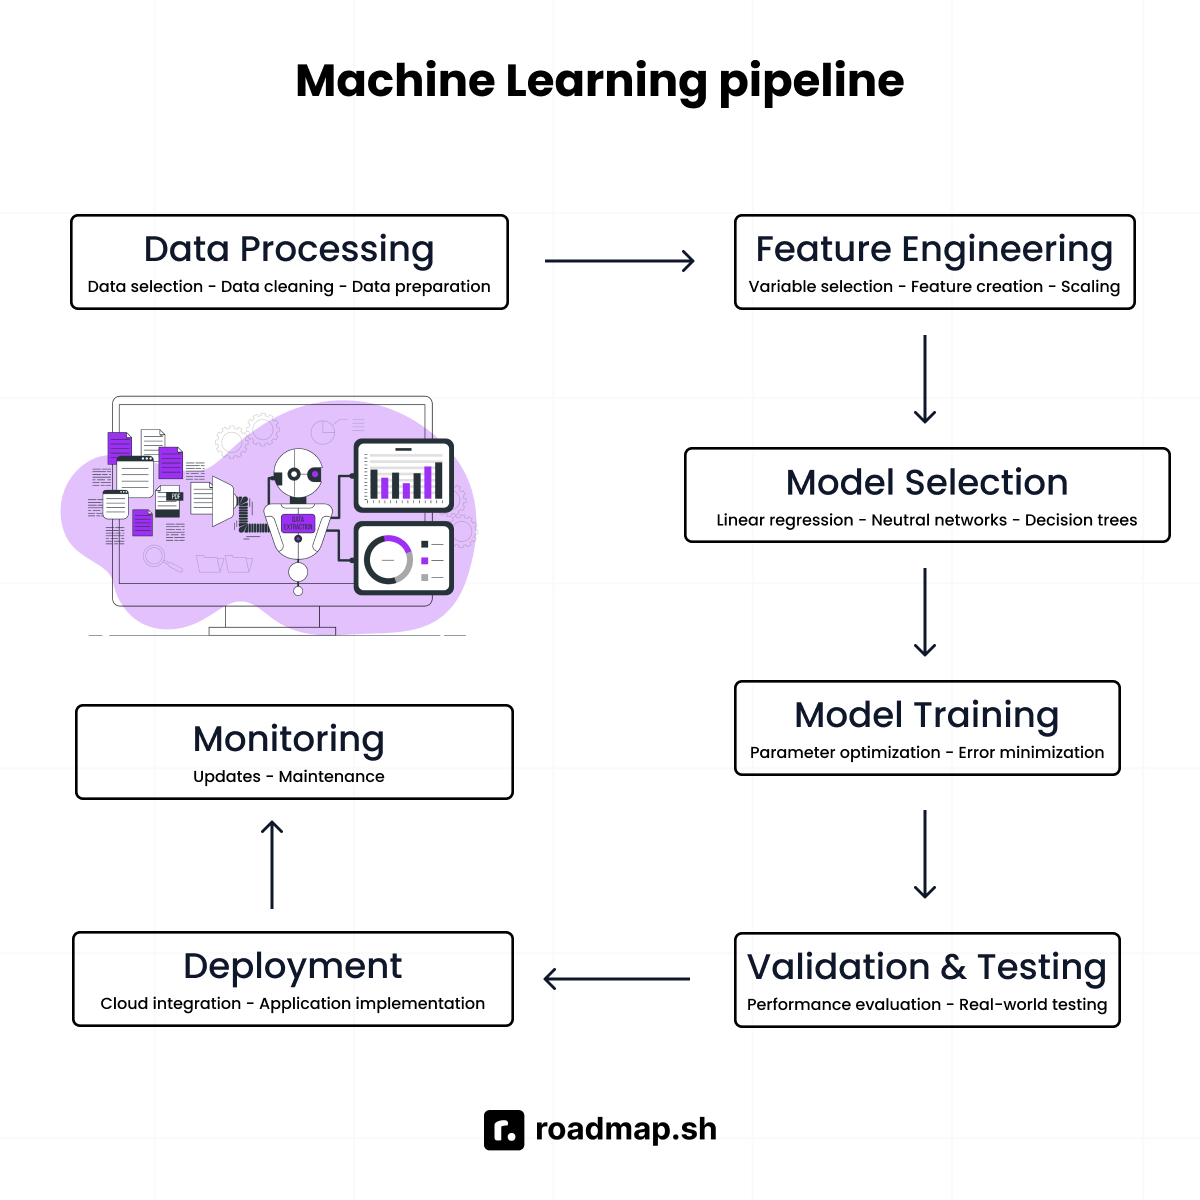 Machine Learning pipeline
Data Processing
Data selection - Data cleaning - Data preparation
Feature Engineering
Variable selection - Feature creation - Scaling
Model Selection
Linear regression - Neutral networks - Decision trees
PDF
DATA
EXTRACTION
Model Training
Parameter optimization - Error minimization
Monitoring
Updates - Maintenance
Validation & Testing
Performance evaluation - Real-world testing
Deployment
Cloud integration - Application implementation
r.
roadmap.sh